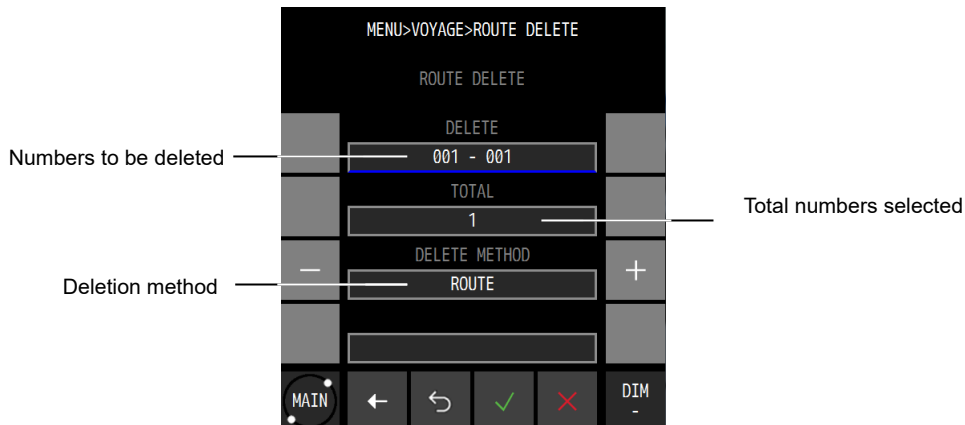 MENU>VOYAGE>ROUTE DELETE
ROUTE DELETE
DELETE
Numbers to be deleted
001 - 001
TOTAL
1
Total numbers selected
DELETE METHOD
−
+
Deletion method
ROUTE
MAIN
DIM
-